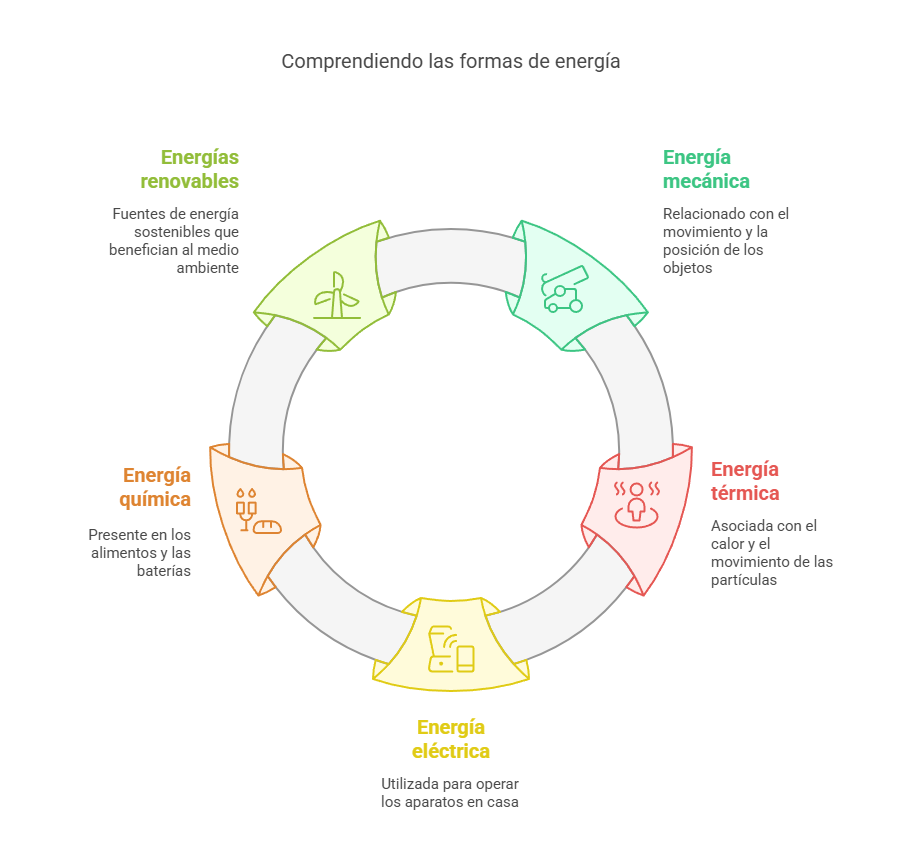 Comprendiendo las formas de energía
Energías
renovables
Fuentes de energía
sostenibles que
benefician al medio
ambiente
Energía
mecánica
Relacionado con el
movimiento y la
posición de los
objetos
Energía
química
Presente en los
alimentos y las
baterías
Energía
térmica
Asociada con el
calor y el
movimiento de las
partículas
Energía
eléctrica
Utilizada para operar
los aparatos en casa